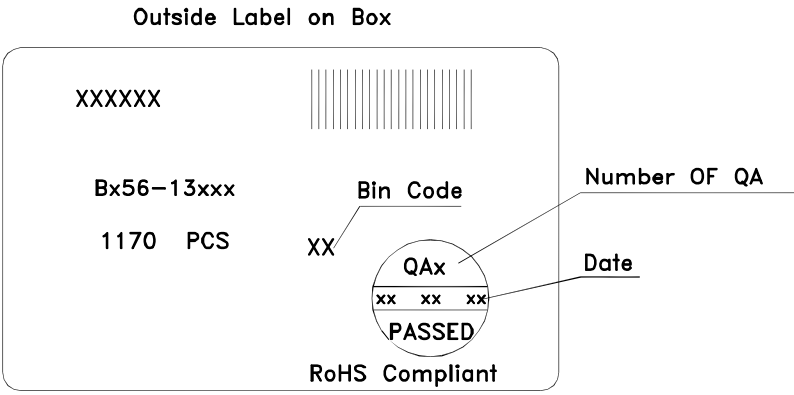 Outside Label on Box
XXXXXX
Bx56-13xxx
Bin Code
Number OF QA
1170 PCS
XX
QAx
Date
xx xx xx
PASSED
RoHS Compliant